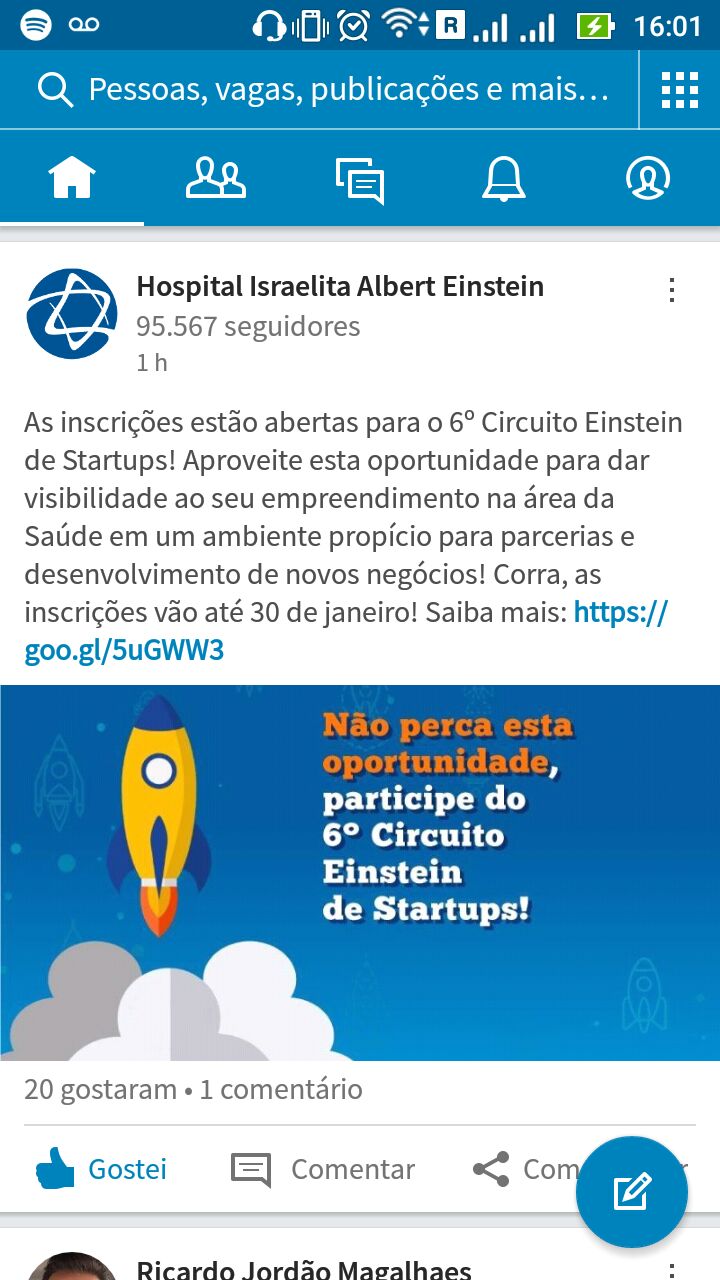 R 16:01
Pessoas, vagas, publicações e mais...
Hospital Israelita Albert Einstein
95.567 seguidores
1 h
As inscrições estão abertas para o 6º Circuito Einstein
de Startups! Aproveite esta oportunidade para dar
visibilidade ao seu empreendimento na área da
Saúde em um ambiente propício para parcerias e
desenvolvimento de novos negócios! Corra, as
inscrições vão até 30 de janeiro! Saiba mais: https://
goo.gl/5uGWW3
Não perca esta
oportunidade,
participe do
6º Circuito
Einstein
de Startups!
20 gostaram • 1 comentário
Gostei Comentar
Ricardo Jordão Magalhaes